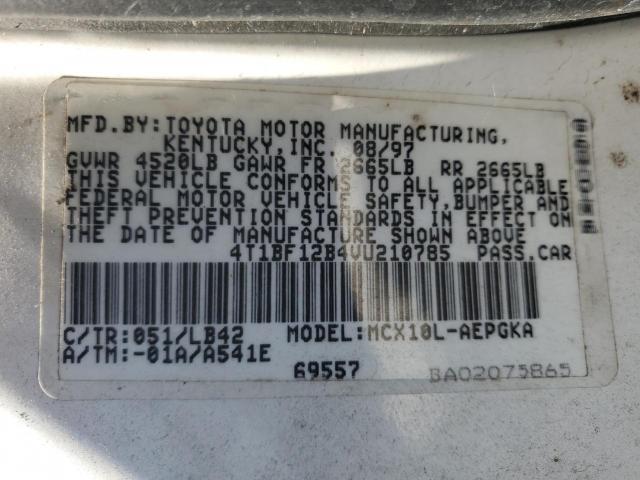 MFD.BY:TOYOTA MOTOR MANUFACTURING,
KENTUCKY,INC. 08/97
GVWR 4520LB GAWR FR 2665LB RR 2665LB
THIS VEHICLE CONFORMS TO ALL APPLICABLE
FEDERAL MOTOR VEHICLE SAFETY,BUMPER AND
THEFT PREVENTION STANDARDS IN EFFECT ON
THE DATE OF MANUFACTURE SHOWN ABOVE
4T1BF12B4VU210785 PASS.CAR
C/TR:051/LB42 MODEL:MCX10L-AEPGKA
A/TM:-01A/A541E
69557 BA02075865